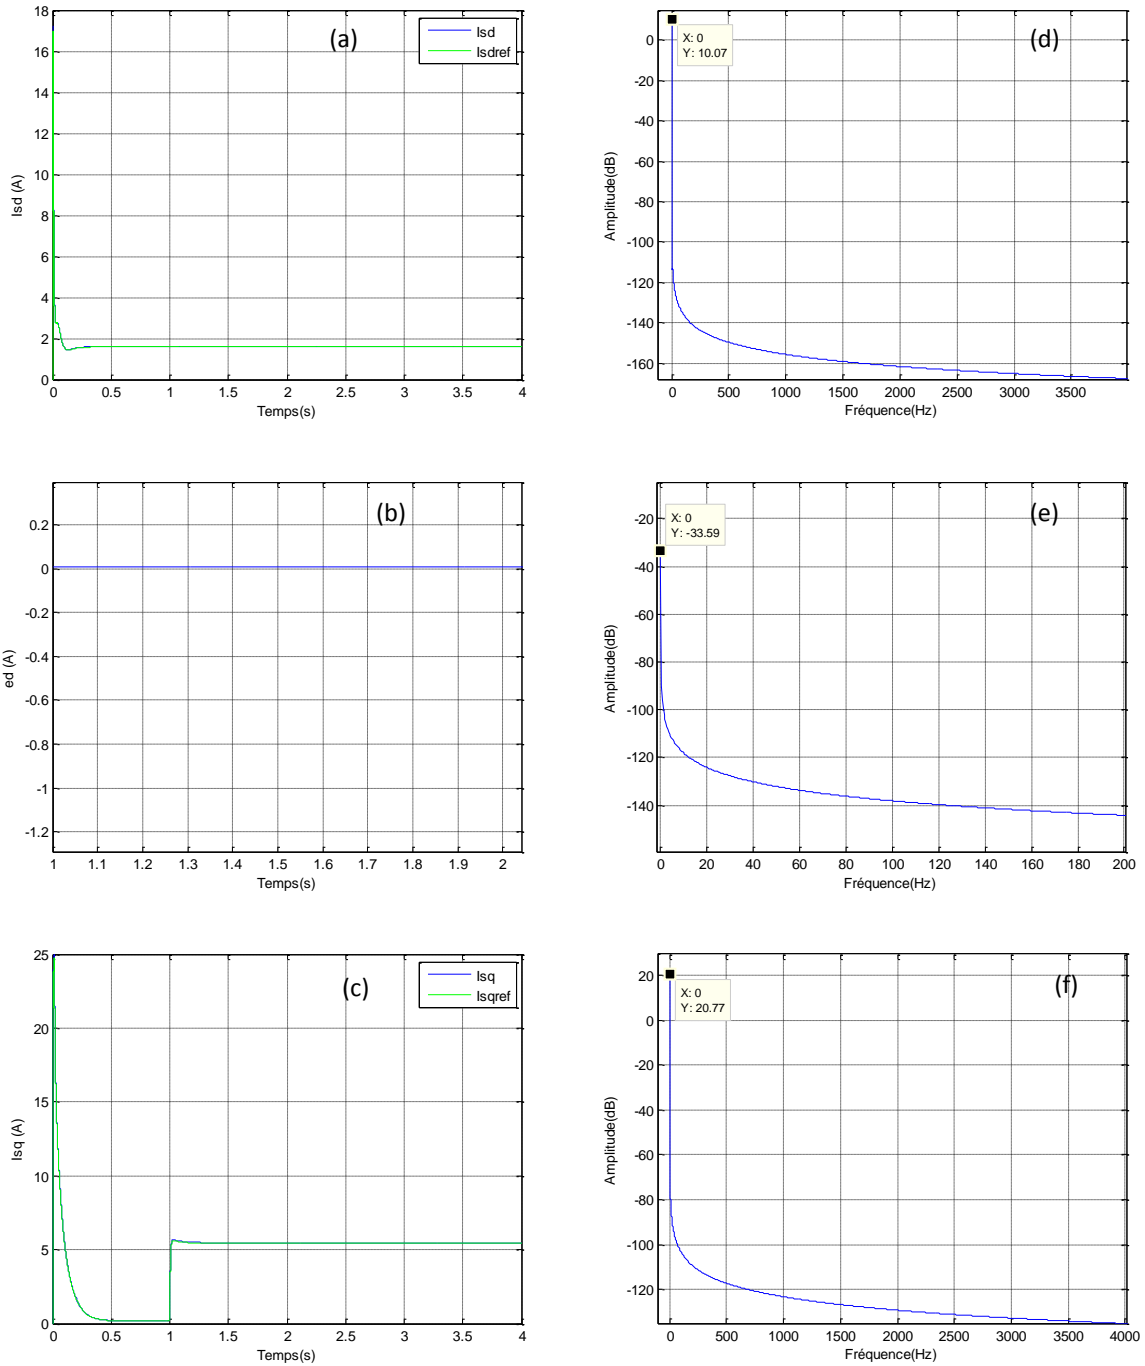 18
16
14
12
10
8
6
4
2
0
Isd (A)
(a)
Isd
Isdref
0 0.5 1 1.5 2 2.5 3 3.5 4
Temps(s)
0
-20
-40
-60
-80
-100
-120
-140
-160
Amplitude(dB)
X: 0
Y: 10.07
(d)
0 500 1000 1500 2000 2500 3000 3500
Fréquence(Hz)
0.2
0
-0.2
-0.4
-0.6
-0.8
-1
-1.2
ed (A)
(b)
1 1.1 1.2 1.3 1.4 1.5 1.6 1.7 1.8 1.9 2
Temps(s)
-20
-40
-60
-80
-100
-120
-140
Amplitude(dB)
X: 0
Y: -33.59
(e)
0 20 40 60 80 100 120 140 160 180 200
Fréquence(Hz)
25
20
15
10
5
0
Isq (A)
(c)
Isq
Isqref
0 0.5 1 1.5 2 2.5 3 3.5 4
Temps(s)
20
0
-20
-40
-60
-80
-100
-120
Amplitude(dB)
X: 0
Y: 20.77
(f)
0 500 1000 1500 2000 2500 3000 3500 4000
Fréquence(Hz)